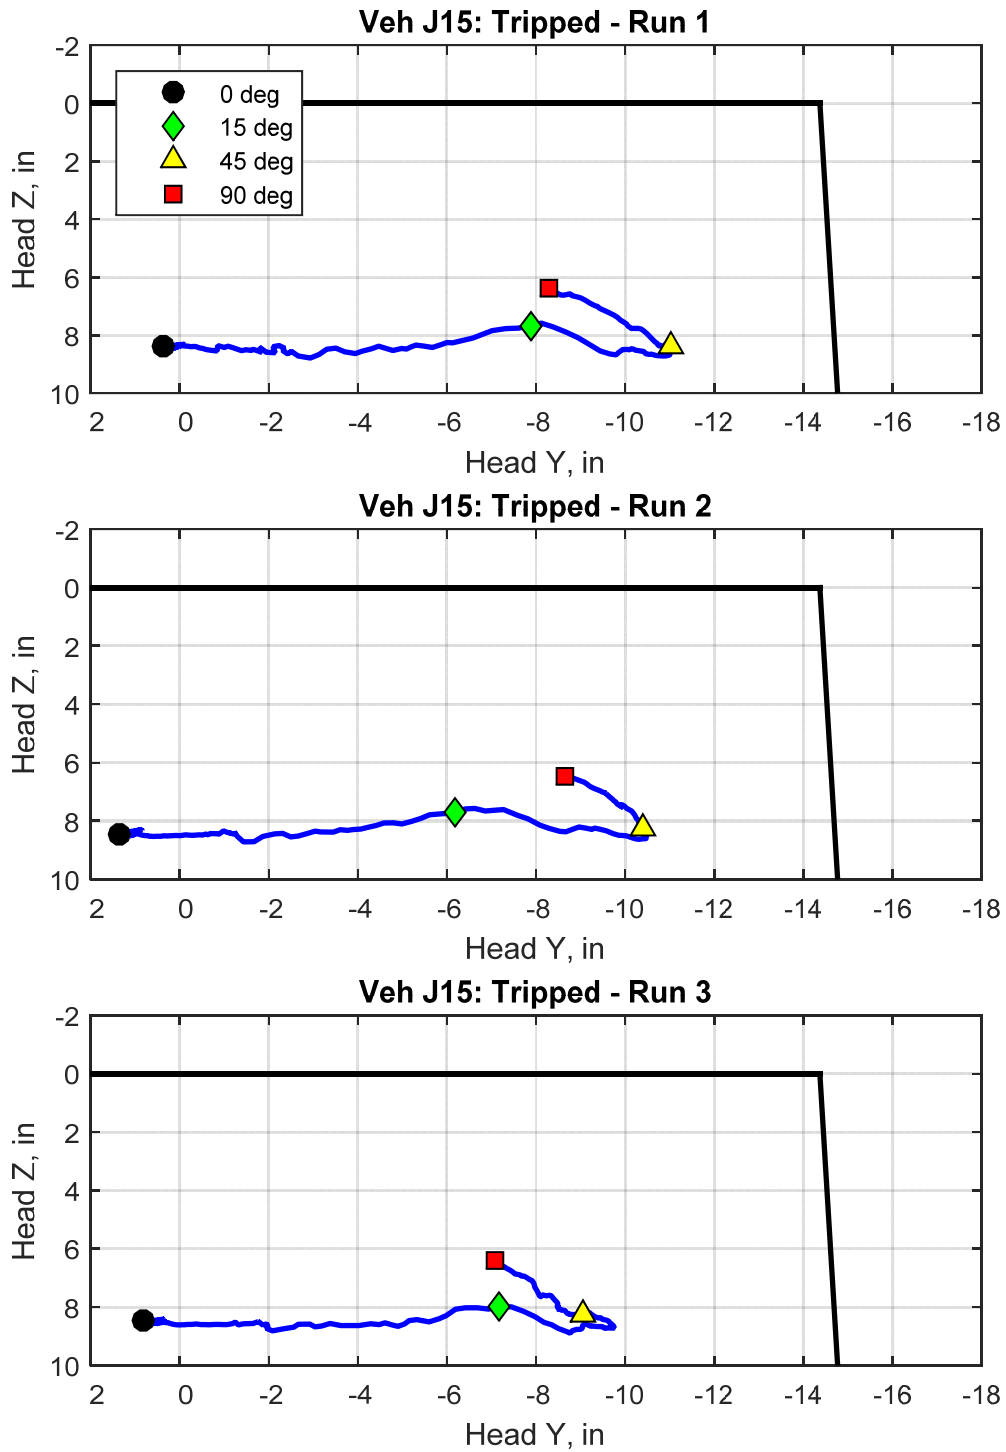 Veh J15: Tripped - Run 1
-2
0
2
4
6
8
10
Head Z, in
0 deg
15 deg
45 deg
90 deg
2 0 -2 -4 -6 -8 -10 -12 -14 -16 -18
Head Y, in
Veh J15: Tripped - Run 2
-2
0
2
4
6
8
10
Head Z, in
2 0 -2 -4 -6 -8 -10 -12 -14 -16 -18
Head Y, in
Veh J15: Tripped - Run 3
-2
0
2
4
6
8
10
Head Z, in
2 0 -2 -4 -6 -8 -10 -12 -14 -16 -18
Head Y, in